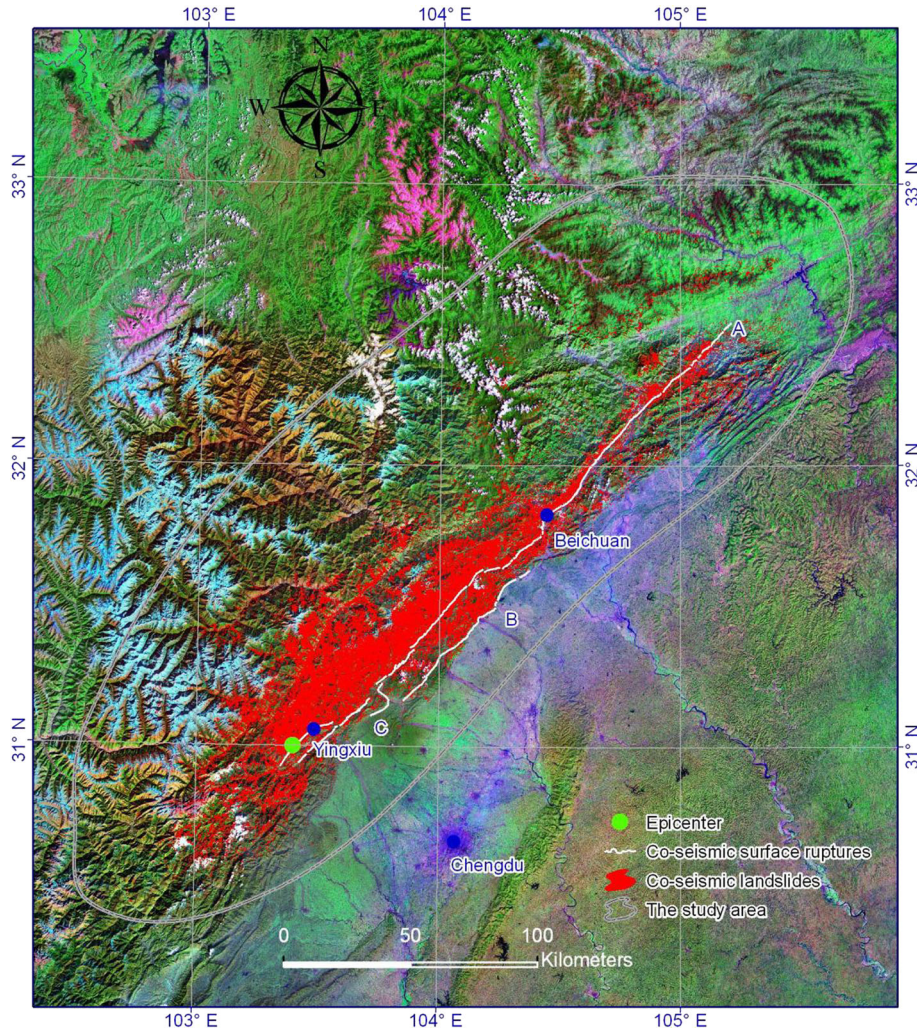 103° E 104° E 105° E
N
W E
S
33° N 33° N
A
32° N 32° N
Beichuan
B
C
31° N 31° N
Yingxiu
Epicenter
Co-seismic surface ruptures
Chengdu
Co-seismic landslides
The study area
0 50 100
Kilometers
103° E 104° E 105° E